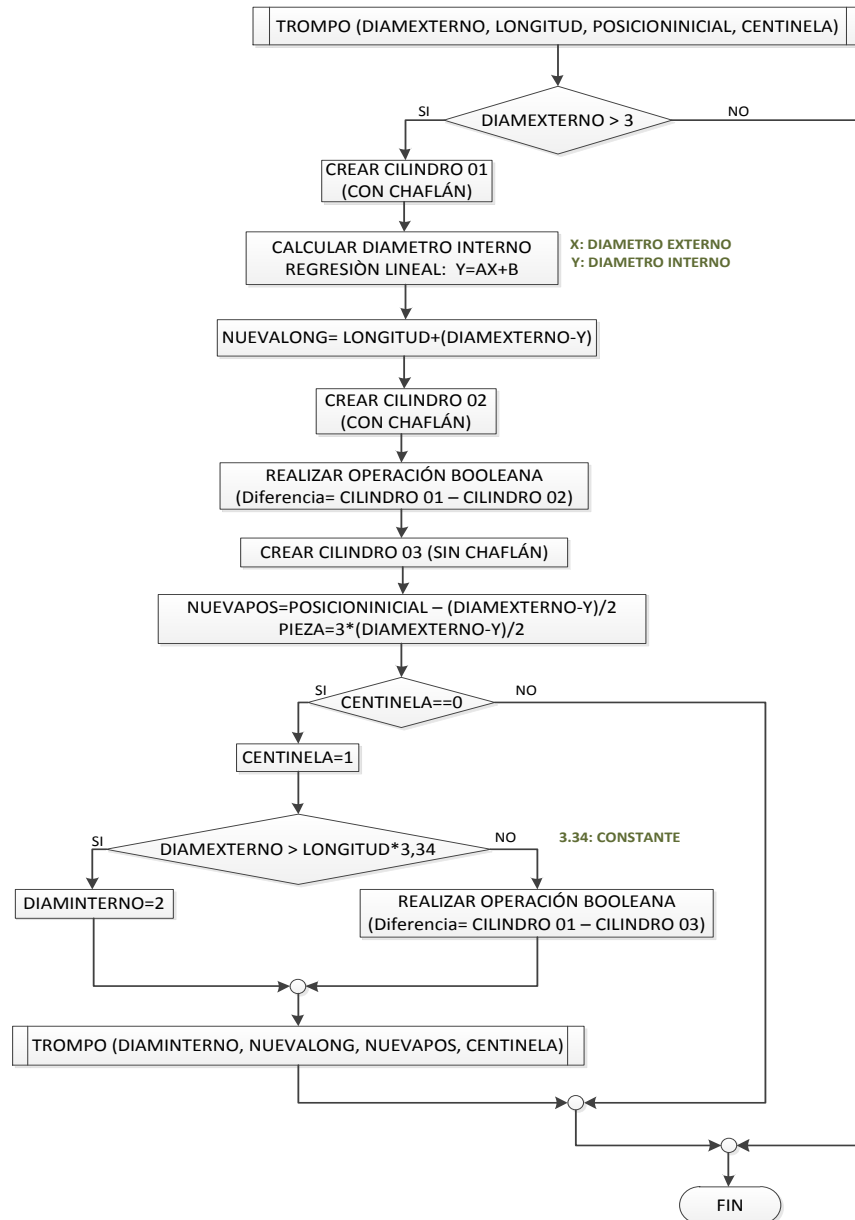 TROMPO (DIAMEXTERNO, LONGITUD, POSICIONINICIAL, CENTINELA)
SI
DIAMEXTERNO > 3
NO
CREAR CILINDRO 01
(CON CHAFLÁN)
CALCULAR DIAMETRO INTERNO
REGRESIÒN LINEAL: Y=AX+B
X: DIAMETRO EXTERNO
Y: DIAMETRO INTERNO
NUEVALONG= LONGITUD+(DIAMEXTERNO-Y)
CREAR CILINDRO 02
(CON CHAFLÁN)
REALIZAR OPERACIÓN BOOLEANA
(Diferencia= CILINDRO 01 – CILINDRO 02)
CREAR CILINDRO 03 (SIN CHAFLÁN)
NUEVAPOS=POSICIONINICIAL – (DIAMEXTERNO-Y)/2
PIEZA=3*(DIAMEXTERNO-Y)/2
SI
CENTINELA==0
NO
CENTINELA=1
SI
DIAMEXTERNO > LONGITUD*3,34
NO
3.34: CONSTANTE
DIAMINTERNO=2
REALIZAR OPERACIÓN BOOLEANA
(Diferencia= CILINDRO 01 – CILINDRO 03)
TROMPO (DIAMINTERNO, NUEVALONG, NUEVAPOS, CENTINELA)
FIN